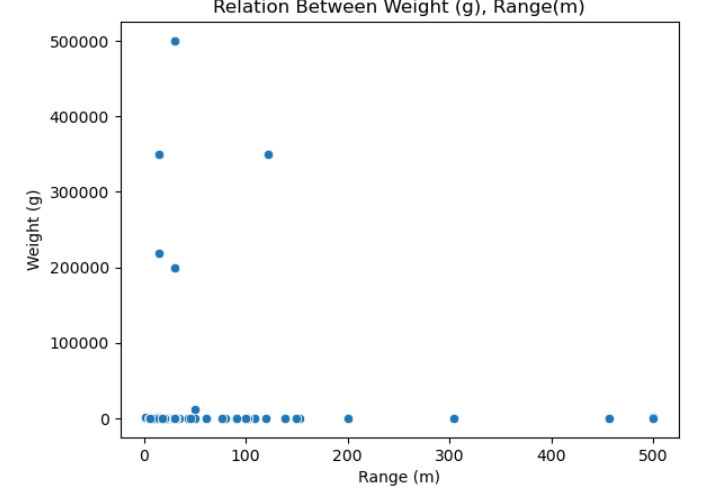 Relation Between Weight (g), Range(m)
500000
400000
300000
200000
100000
0
Weight (g)
0 100 200 300 400 500
Range (m)